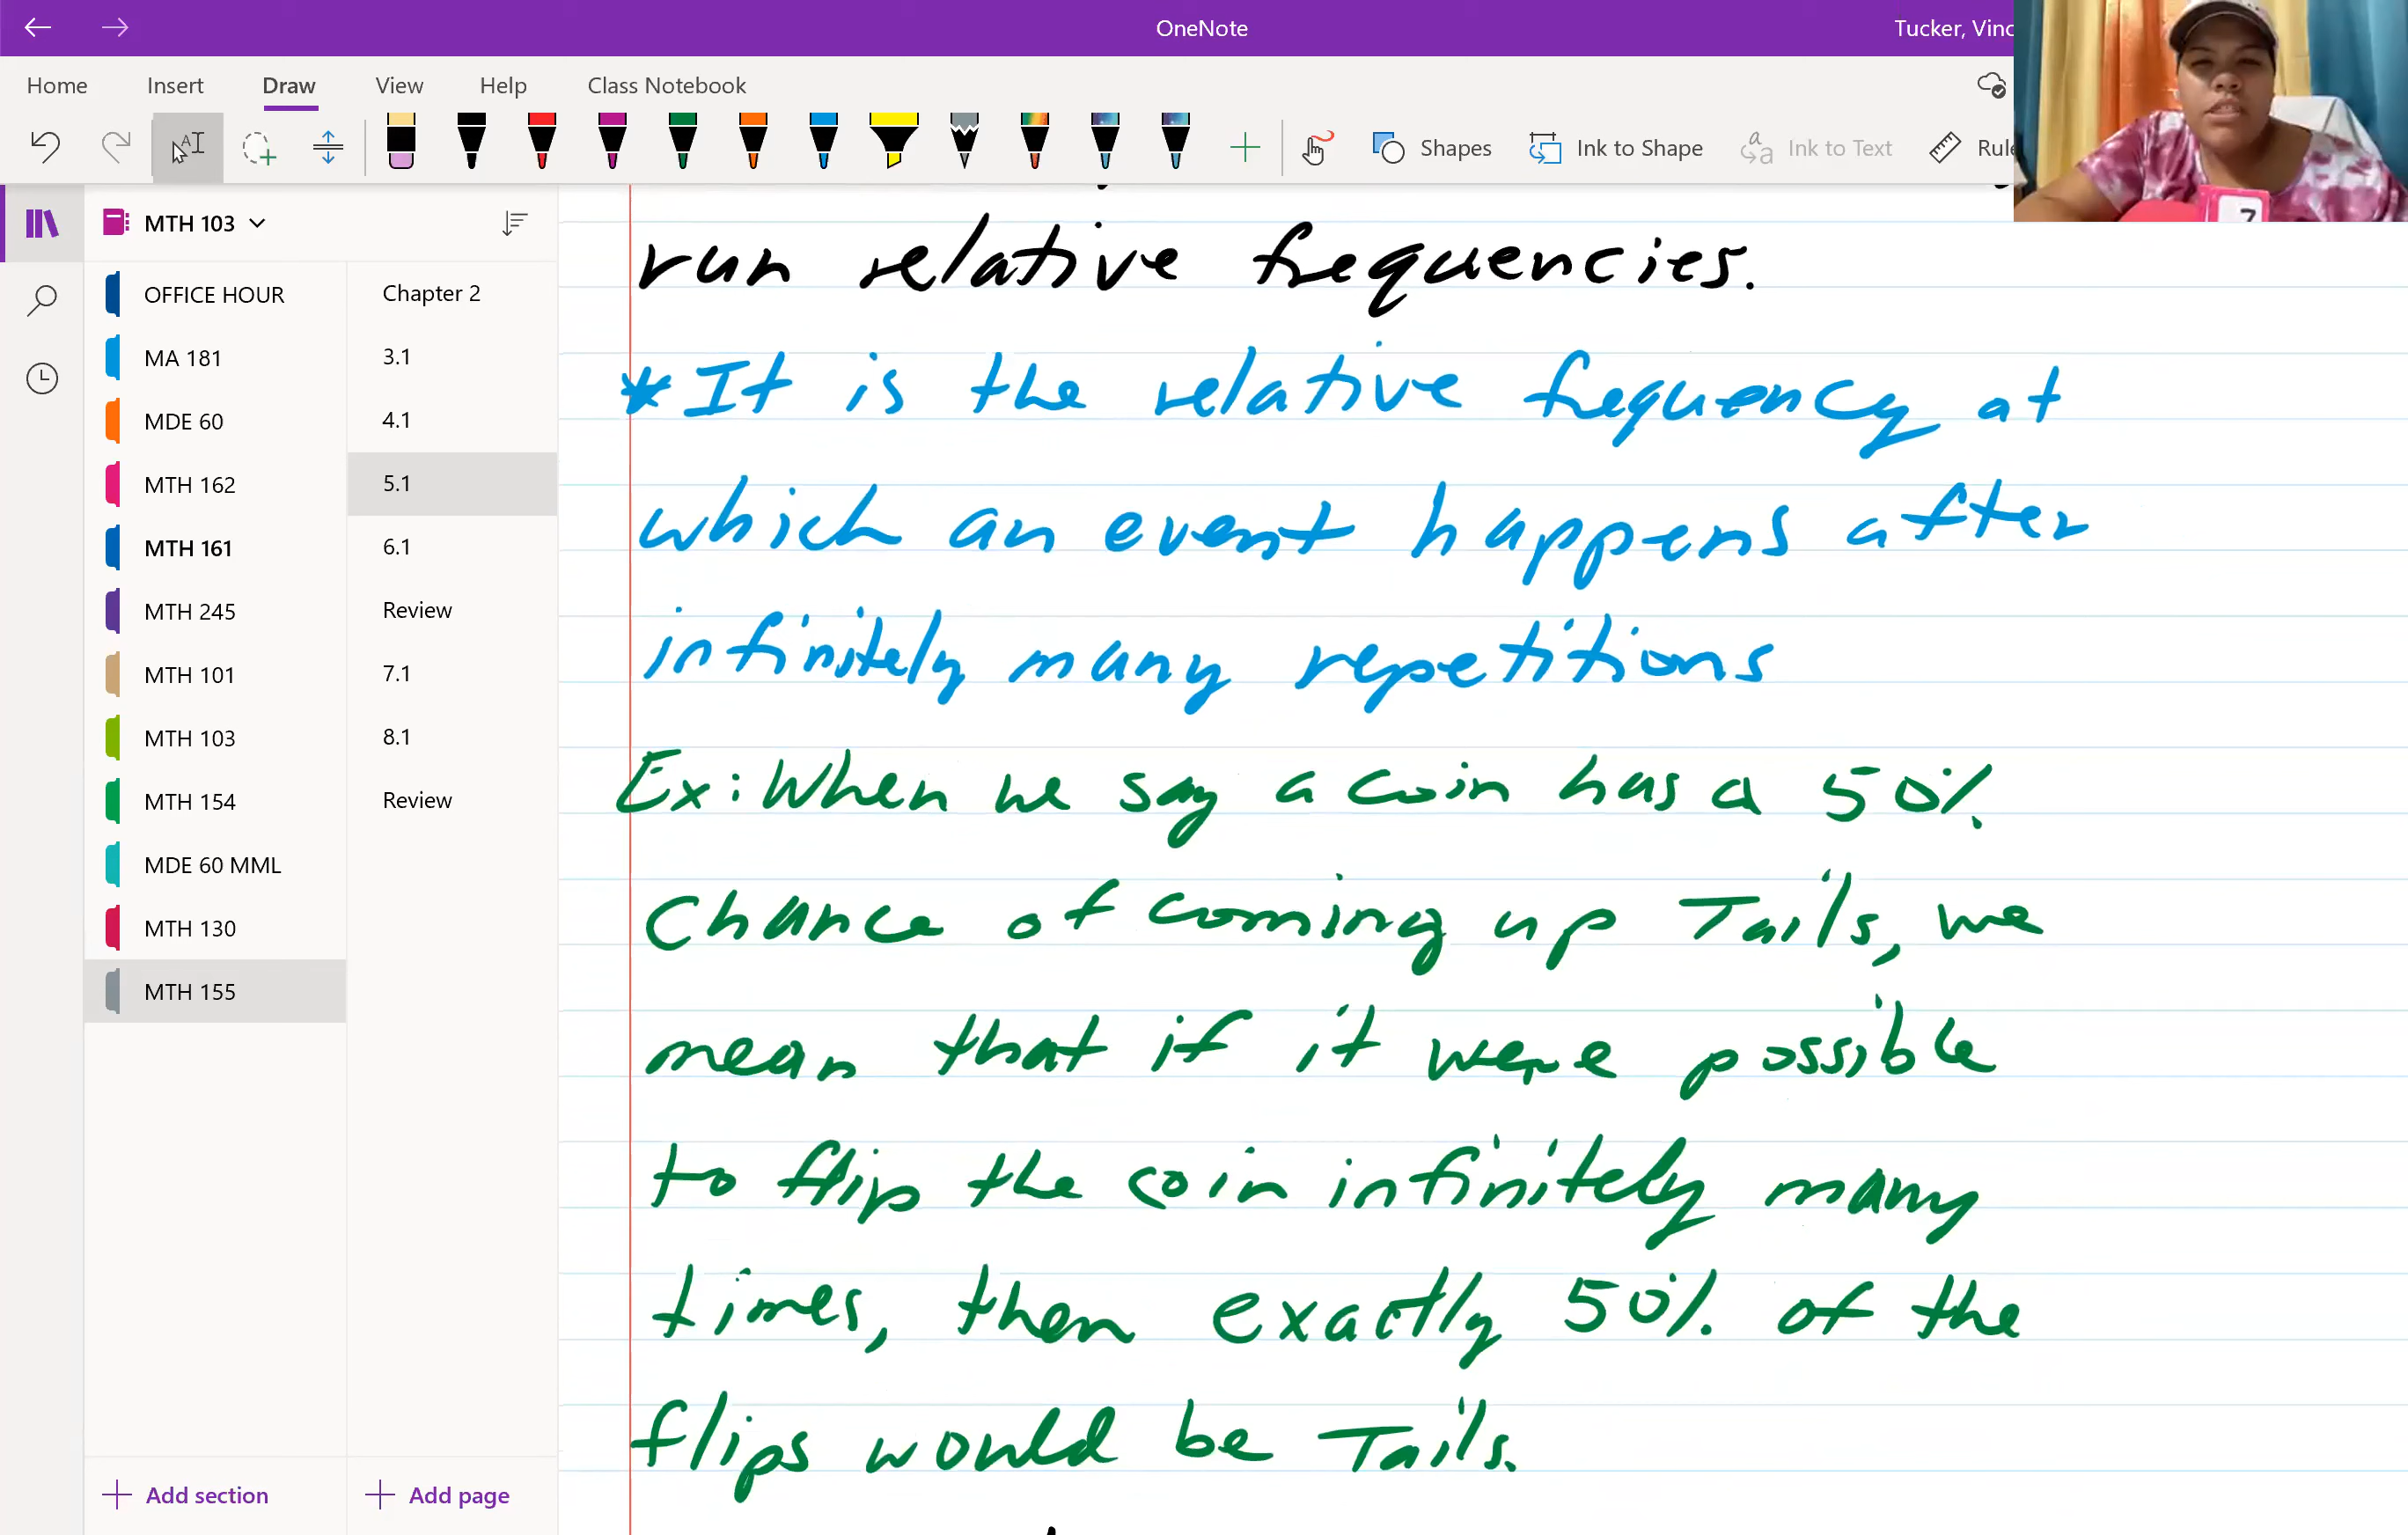 OneNote
Tucker, Vinc
Home Insert Draw View Help Class Notebook
Shapes Ink to Shape Ink to Text Rule
MTH 103
OFFICE HOUR
MA 181
MDE 60
MTH 162
MTH 161
MTH 245
MTH 101
MTH 103
MTH 154
MDE 60 MML
MTH 130
MTH 155
Add section
Chapter 2
3.1
4.1
5.1
6.1
Review
7.1
8.1
Review
Add page
run relative frequencies.
*It is the relative frequency at
which an event happens after
infinitely many repetitions
Ex: When we say a coin has a 50%
chance of coming up Tails, we
mean that if it were possible
to flip the coin infinitely many
times, then exactly 50% of the
flips would be Tails.
7